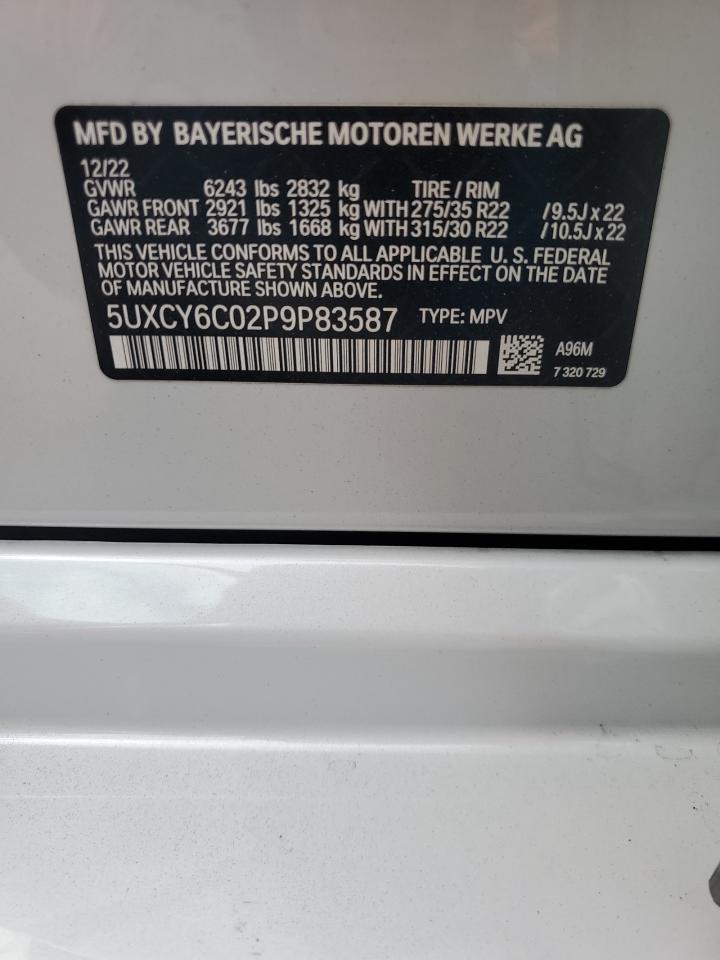 MFD BY BAYERISCHE MOTOREN WERKE AG
12/22
GVWR 6243 lbs 2832 kg TIRE / RIM
GAWR FRONT 2921 lbs 1325 kg WITH 275/35 R22 /9.5J x 22
GAWR REAR 3677 lbs 1668 kg WITH 315/30 R22 /10.5J x 22
THIS VEHICLE CONFORMS TO ALL APPLICABLE U. S. FEDERAL
MOTOR VEHICLE SAFETY STANDARDS IN EFFECT ON THE DATE
OF MANUFACTURE SHOWN ABOVE.
5UXCY6C02P9P83587 TYPE: MPV
A96M
7 320 729